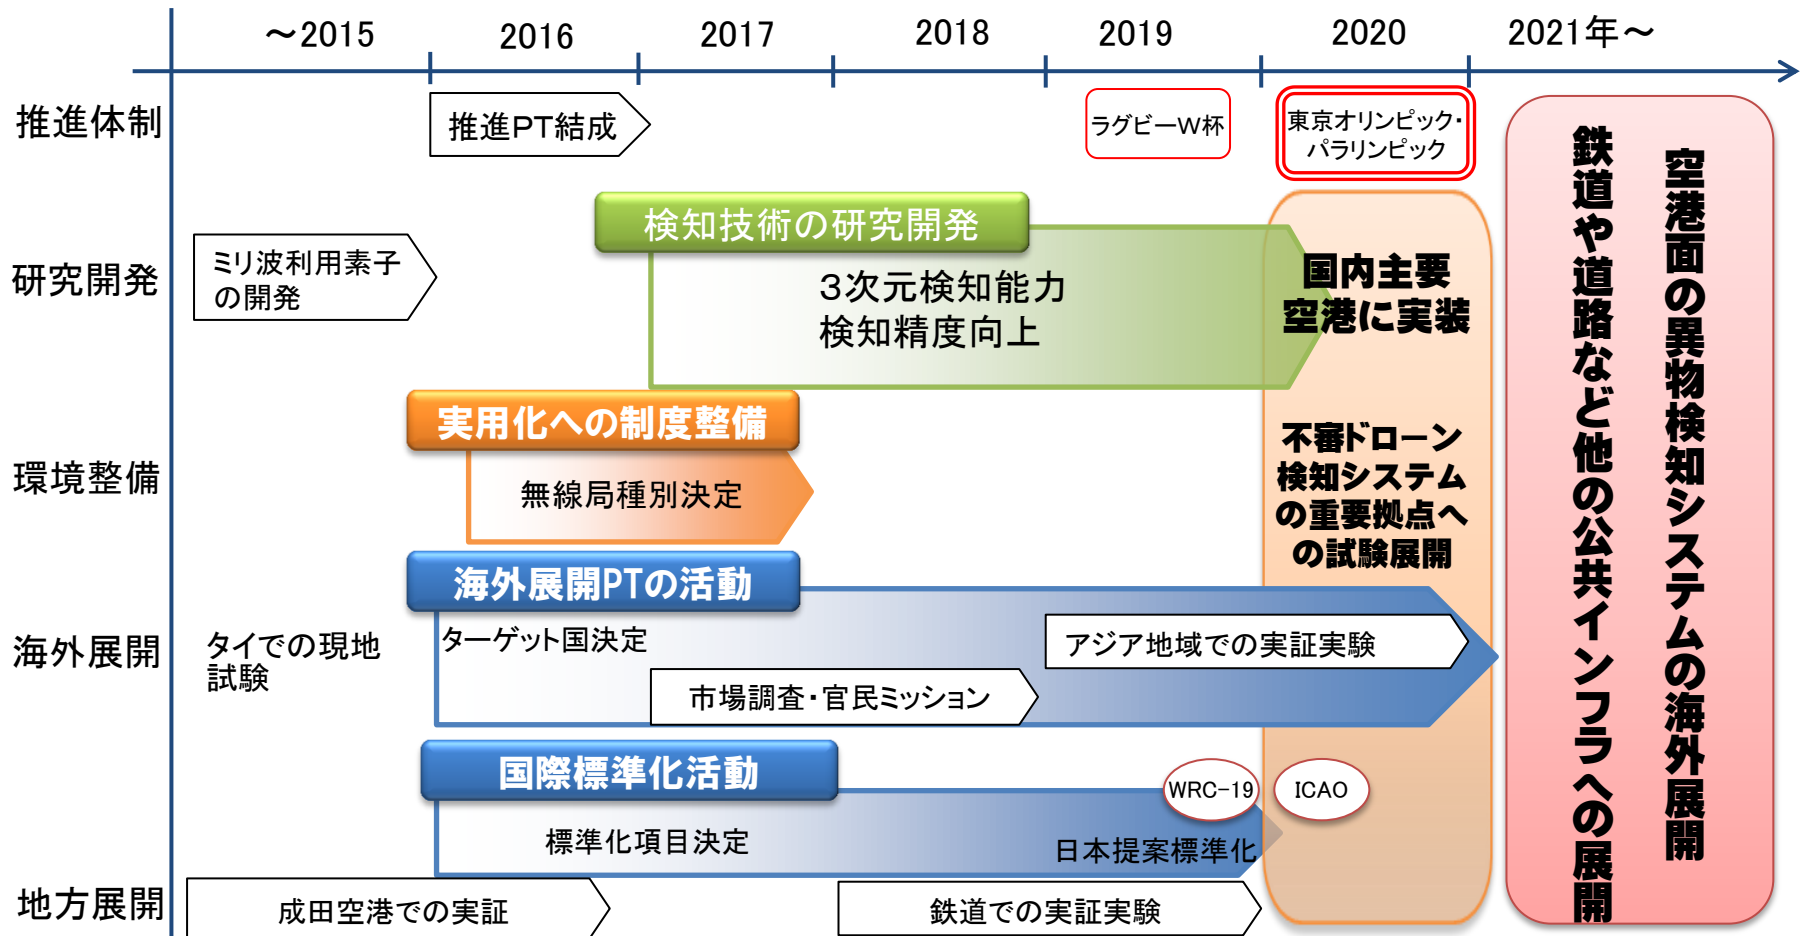 ～2015
2016
2017
2018
2019
2020
2021年～
推進体制
推進PT結成
ラグビーW杯
東京オリンピック・
パラリンピック
研究開発
ミリ波利用素子
の開発
検知技術の研究開発
３次元検知能力
検知精度向上
国内主要
空港に実装
環境整備
実用化への制度整備
無線局種別決定
不審ドローン
検知システム
の重要拠点へ
の試験展開
海外展開
タイでの現地
試験
海外展開PTの活動
ターゲット国決定
市場調査・官民ミッション
アジア地域での実証実験
国際標準化活動
標準化項目決定
WRC-19
ICAO
日本提案標準化
地方展開
成田空港での実証
鉄道での実証実験
空港面の異物検知システムの海外展開
鉄道や道路など他の公共インフラへの展開